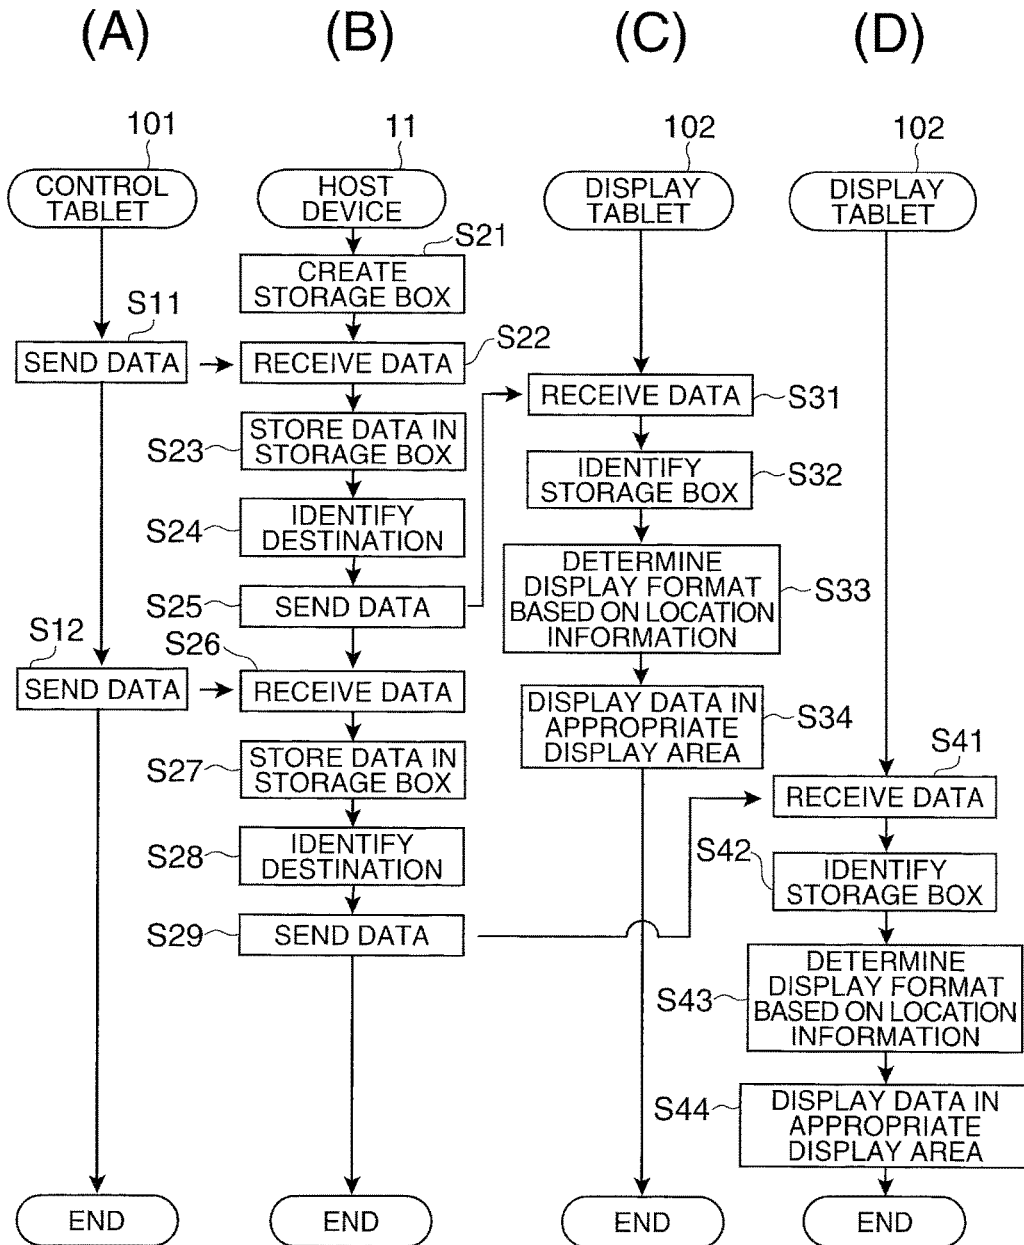 (A)
(B)
(C)
(D)
101
CONTROL
TABLET
S11
SEND DATA
S12
SEND DATA
END
11
HOST
DEVICE
S21
CREATE
STORAGE BOX
S22
RECEIVE DATA
S23
STORE DATA IN
STORAGE BOX
S24
IDENTIFY
DESTINATION
S25
SEND DATA
S26
RECEIVE DATA
S27
STORE DATA IN
STORAGE BOX
S28
IDENTIFY
DESTINATION
S29
SEND DATA
END
102
DISPLAY
TABLET
RECEIVE DATA
S31
IDENTIFY
STORAGE BOX
S32
DETERMINE
DISPLAY FORMAT
BASED ON LOCATION
INFORMATION
S33
DISPLAY DATA IN
APPROPRIATE
DISPLAY AREA
S34
END
102
DISPLAY
TABLET
S41
RECEIVE DATA
S42
IDENTIFY
STORAGE BOX
S43
DETERMINE
DISPLAY FORMAT
BASED ON LOCATION
INFORMATION
S44
DISPLAY DATA IN
APPROPRIATE
DISPLAY AREA
END